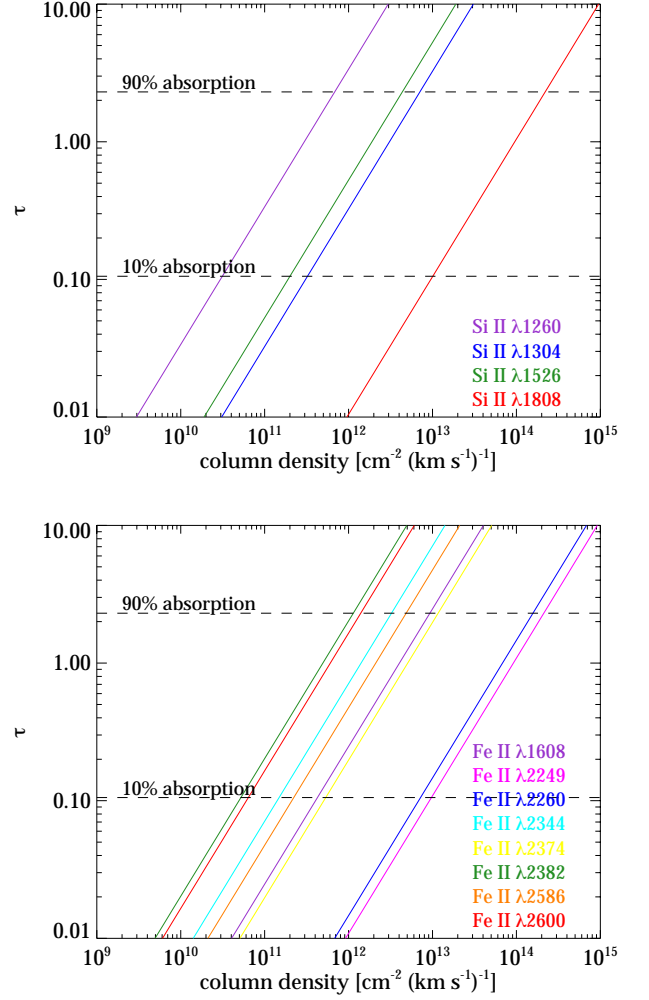 10.00
90% absorption
1.00
τ
10% absorption
0.10
Si II λ1260
Si II λ1304
Si II λ1526
Si II λ1808
0.01
10⁹ 10¹⁰ 10¹¹ 10¹² 10¹³ 10¹⁴ 10¹⁵
column density [cm⁻² (km s⁻¹)⁻¹]
10.00
90% absorption
1.00
τ
Fe II λ1608
Fe II λ2249
10% absorption
0.10
Fe II λ2260
Fe II λ2344
Fe II λ2374
Fe II λ2382
Fe II λ2586
Fe II λ2600
0.01
10⁹ 10¹⁰ 10¹¹ 10¹² 10¹³ 10¹⁴ 10¹⁵
column density [cm⁻² (km s⁻¹)⁻¹]